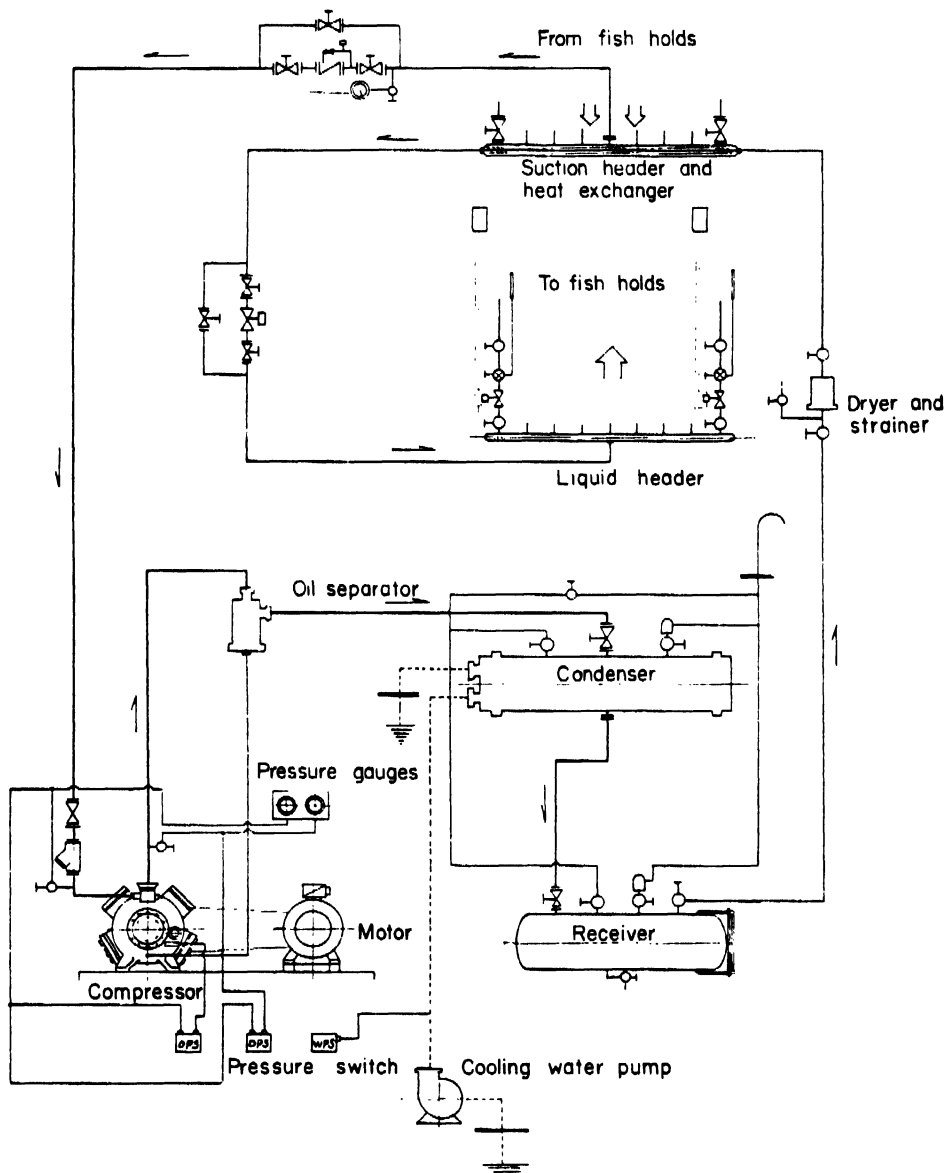 From fish holds
Suction header and
heat exchanger
To fish holds
Dryer and
strainer
Liquid header
Oil separator
Condenser
Pressure gauges
Receiver
Motor
Compressor
OPS
DPS
WPS
Pressure switch
Cooling water pump